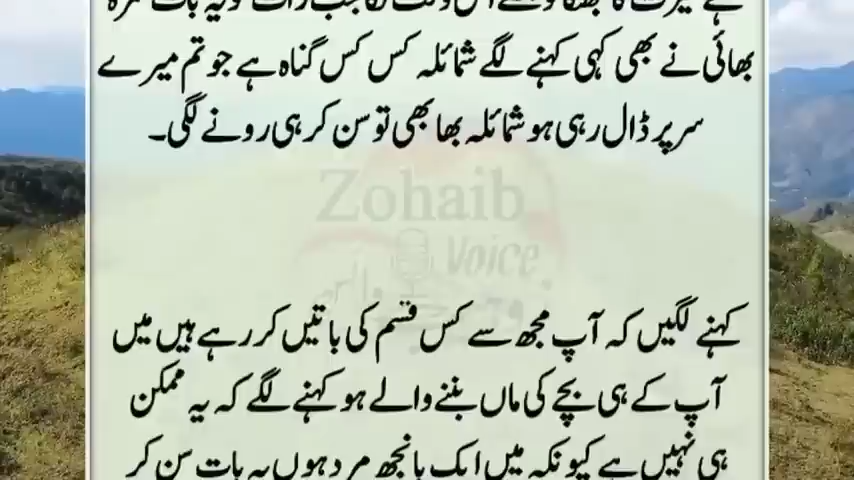 بھائی نے بھی کہی کہنے لگے شمائلہ کس کس گناہ ہے جو تم میرے
سر پر ڈال رہی ہو شمائلہ بھابھی تو سن کر ہی رونے لگی۔
Zohaib
Voice
کہنے لگیں کہ آپ مجھ سے کس قسم کی باتیں کر رہے ہیں میں
آپ کے ہی بچے کی ماں بننے والے ہو کہنے لگے کہ یہ ممکن
ہی نہیں ہے کیونکہ میں ایک بانجھ مرد ہوں یہ بات سن کر